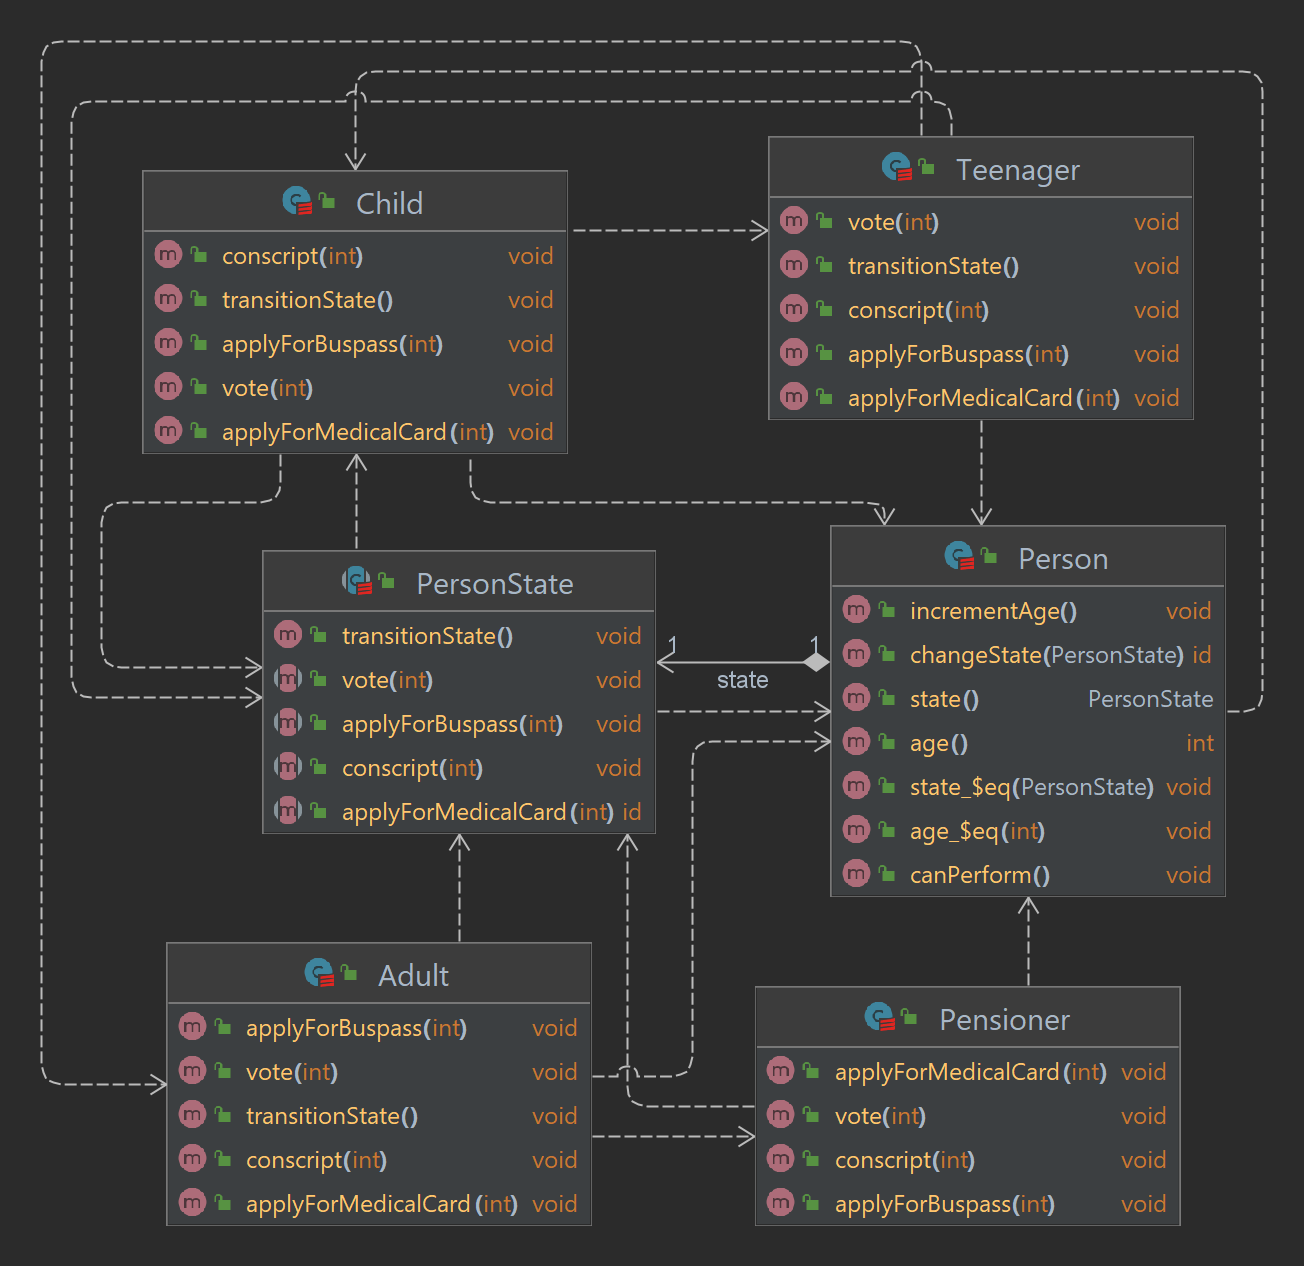 Teenager
vote(int) void
transitionState() void
conscript(int) void
applyForBuspass(int) void
applyForMedicalCard(int) void
Child
conscript(int) void
transitionState() void
applyForBuspass(int) void
vote(int) void
applyForMedicalCard(int) void
PersonState
transitionState() void
vote(int) void
applyForBuspass(int) void
conscript(int) void
applyForMedicalCard(int) id
1 1
state
Person
incrementAge() void
changeState(PersonState) id
state() PersonState
age() int
state_$eq(PersonState) void
age_$eq(int) void
canPerform() void
Adult
applyForBuspass(int) void
vote(int) void
transitionState() void
conscript(int) void
applyForMedicalCard(int) void
Pensioner
applyForMedicalCard(int) void
vote(int) void
conscript(int) void
applyForBuspass(int) void